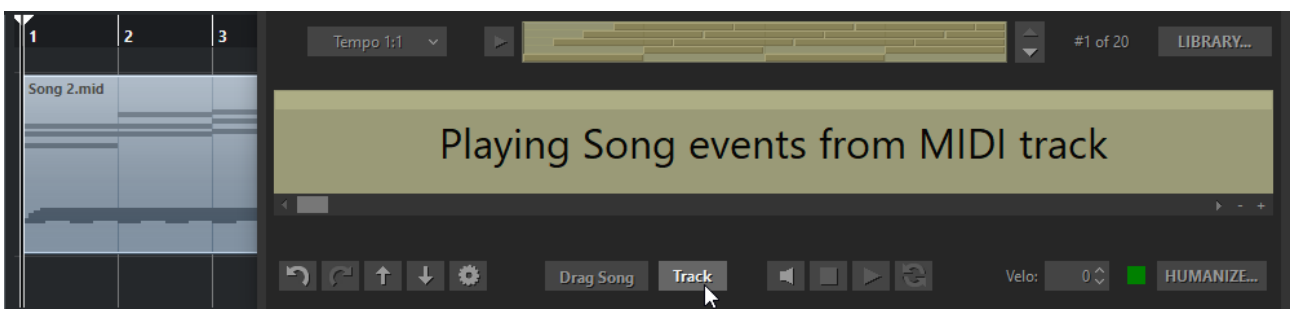 1 2 3
Tempo 1:1
#1 of 20
LIBRARY...
Song 2.mid
Playing Song events from MIDI track
- +
Drag Song
Track
Velo:
0
HUMANIZE...